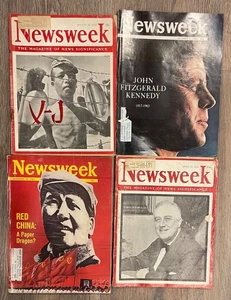 Newsweek
THE MAGAZINE OF NEWS SIGNIFICANCE
V-J
Newsweek
JOHN
FITZGERALD
KENNEDY
1917-1963
Newsweek
RED
CHINA:
A Paper
Dragon?
Newsweek
THE MAGAZINE OF NEWS SIGNIFICANCE